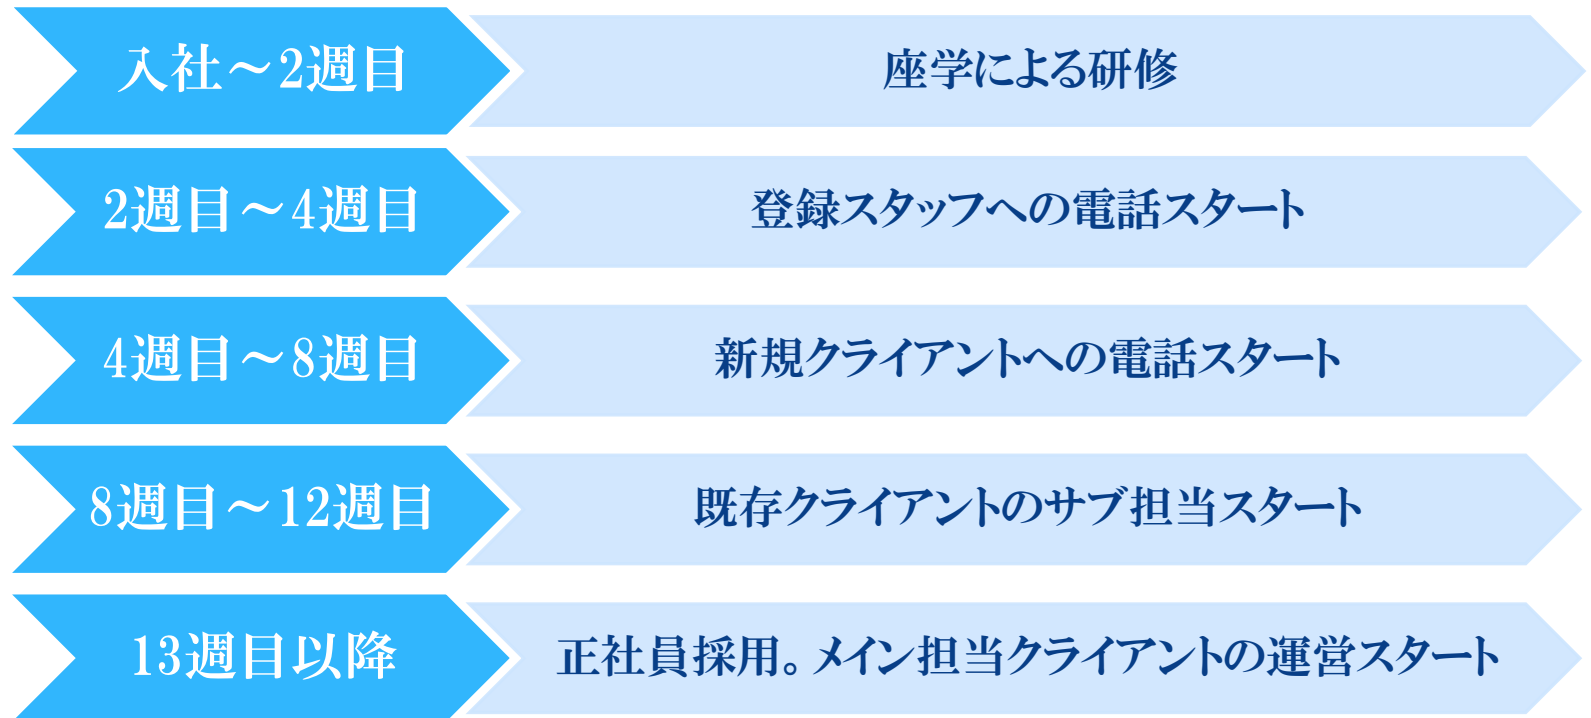 入社～2週目
座学による研修
2週目～4週目
登録スタッフへの電話スタート
4週目～8週目
新規クライアントへの電話スタート
8週目～12週目
既存クライアントのサブ担当スタート
13週目以降
正社員採用。メイン担当クライアントの運営スタート